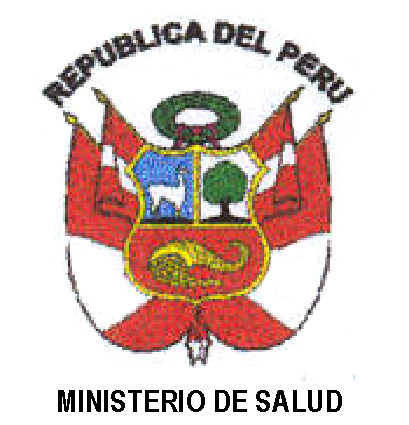 REPUBLICA DEL PERU
MINISTERIO DE SALUD